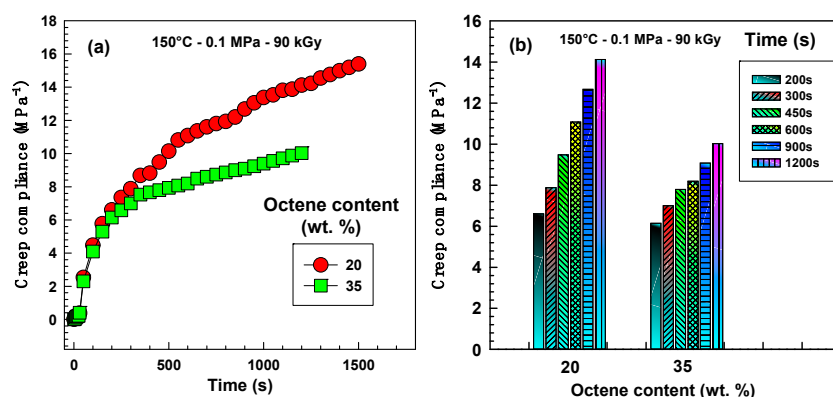 (a)
150°C - 0.1 MPa - 90 kGy
Creep compliance (MPa⁻¹)
18
16
14
12
10
8
6
4
2
0
Octene content
(wt. %)
20
35
0 500 1000 1500
Time (s)
(b)
150°C - 0.1 MPa - 90 kGy
Time (s)
Creep compliance (MPa⁻¹)
16
14
12
10
8
6
4
2
0
200s
300s
450s
600s
900s
1200s
20 35
Octene content (wt. %)